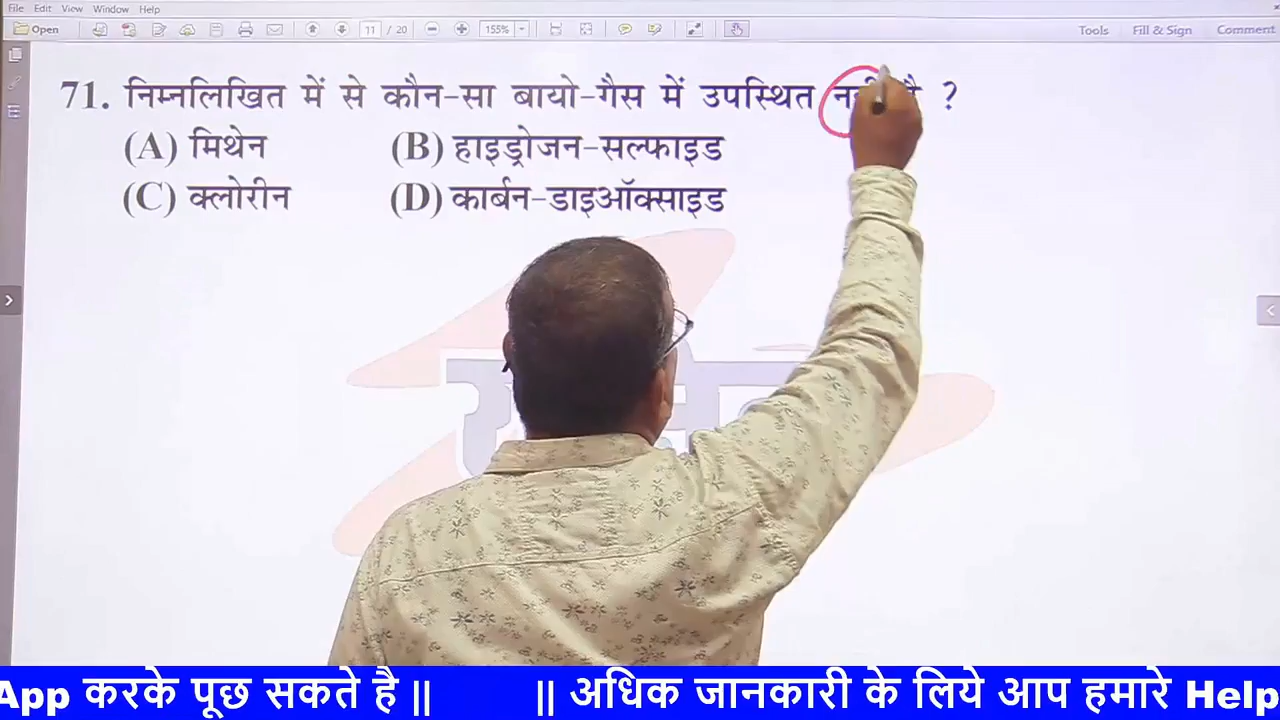 File Edit View Window Help
Open 11 / 20 155% Tools Fill & Sign Comment
71. निम्नलिखित में से कौन-सा बायो-गैस में उपस्थित है ?
(A) मिथेन (B) हाइड्रोजन-सल्फाइड
(C) क्लोरीन (D) कार्बन-डाइऑक्साइड
App करके पूछ सकते है || || अधिक जानकारी के लिये आप हमारे Help